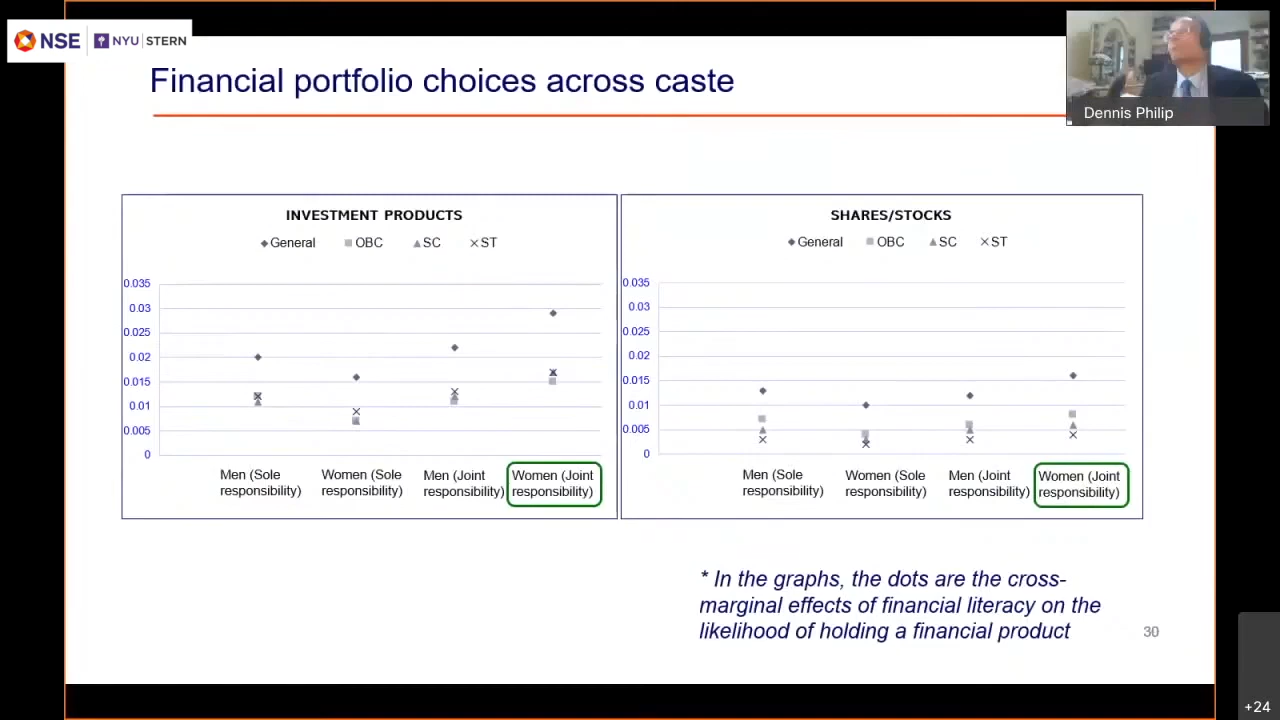 NSE NYU STERN
Financial portfolio choices across caste
Dennis Philip
INVESTMENT PRODUCTS
General OBC SC ST
0.035
0.03
0.025
0.02
0.015
0.01
0.005
0
Men (Sole responsibility)
Women (Sole responsibility)
Men (Joint responsibility)
Women (Joint responsibility)
SHARES/STOCKS
General OBC SC ST
0.035
0.03
0.025
0.02
0.015
0.01
0.005
0
Men (Sole responsibility)
Women (Sole responsibility)
Men (Joint responsibility)
Women (Joint responsibility)
* In the graphs, the dots are the cross-
marginal effects of financial literacy on the
likelihood of holding a financial product
30
+24